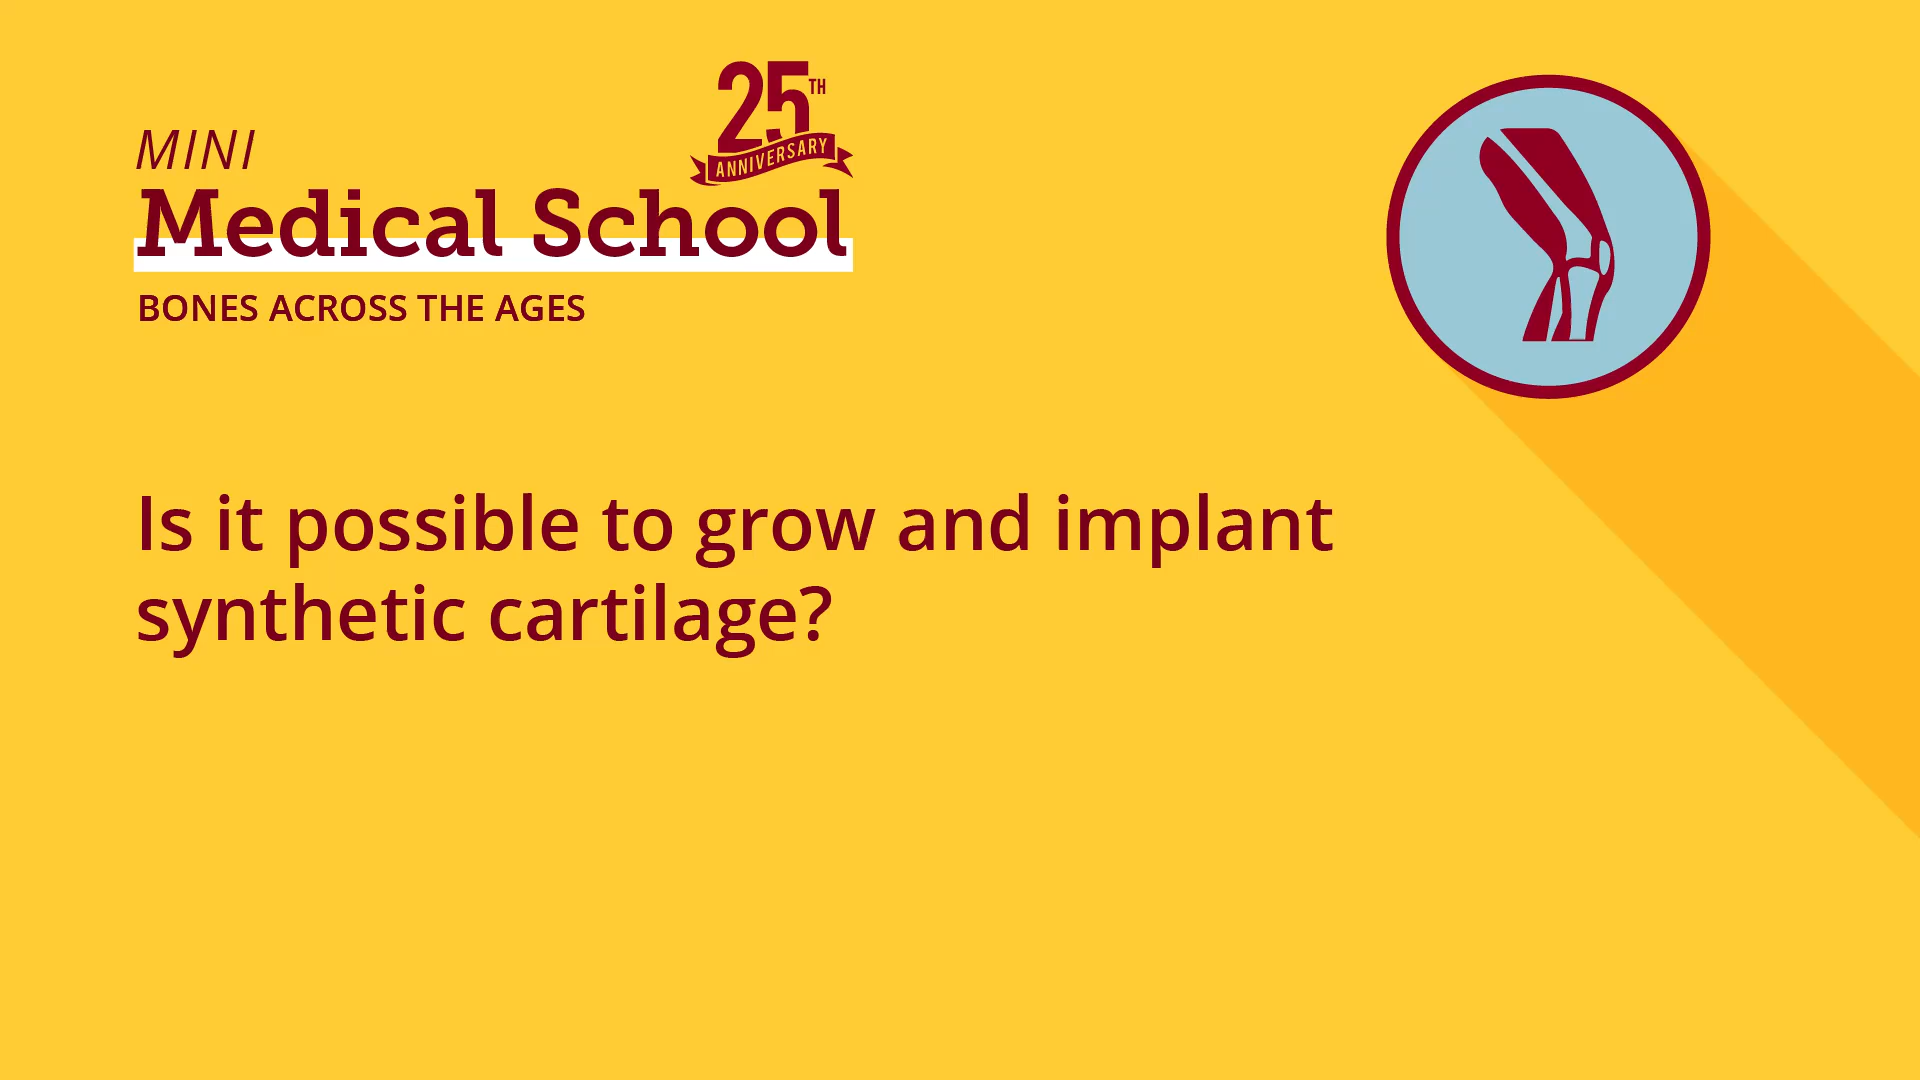 25TH
ANNIVERSARY
MINI
Medical School
BONES ACROSS THE AGES
Is it possible to grow and implant
synthetic cartilage?